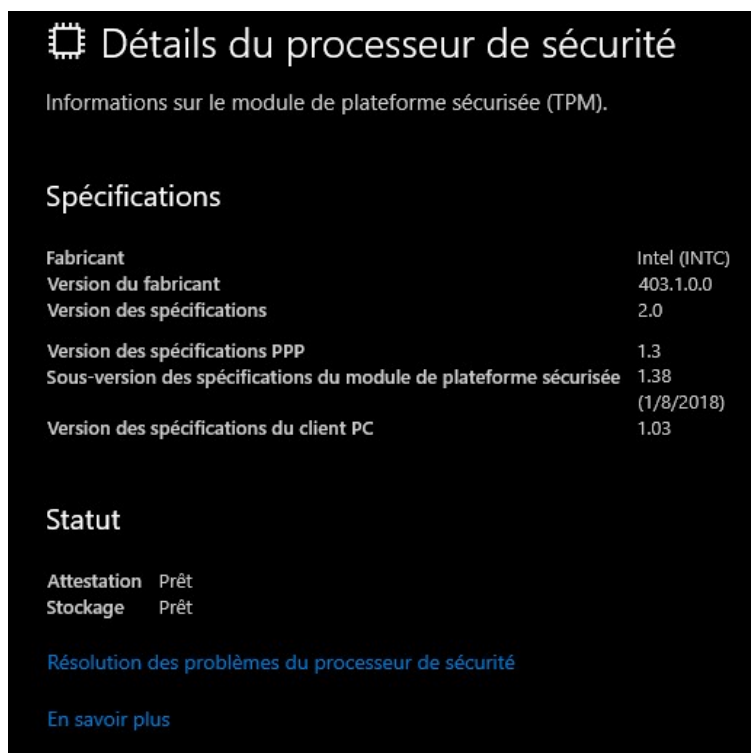 Détails du processeur de sécurité
Informations sur le module de plateforme sécurisée (TPM).
Spécifications
Fabricant Intel (INTC)
Version du fabricant 403.1.0.0
Version des spécifications 2.0
Version des spécifications PPP 1.3
Sous-version des spécifications du module de plateforme sécurisée 1.38
(1/8/2018)
Version des spécifications du client PC 1.03
Statut
Attestation Prêt
Stockage Prêt
Résolution des problèmes du processeur de sécurité
En savoir plus